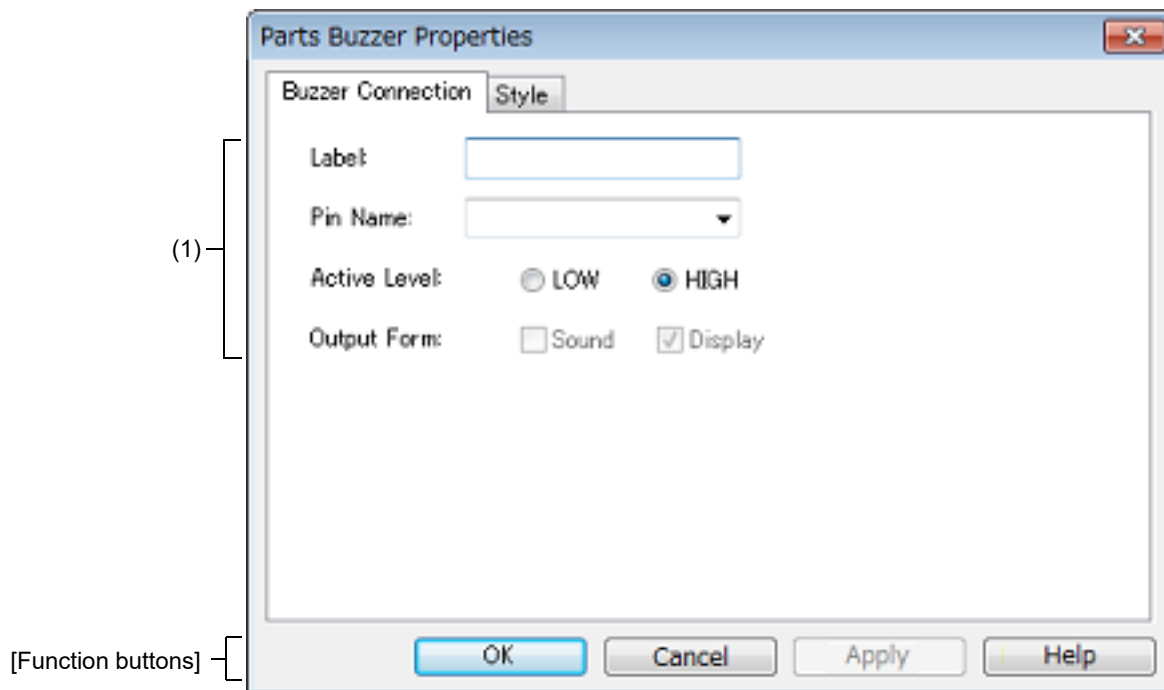 Parts Buzzer Properties
Buzzer Connection Style
Label:
Pin Name:
(1)
Active Level: LOW HIGH
Output Form: Sound Display
[Function buttons] OK Cancel Apply Help